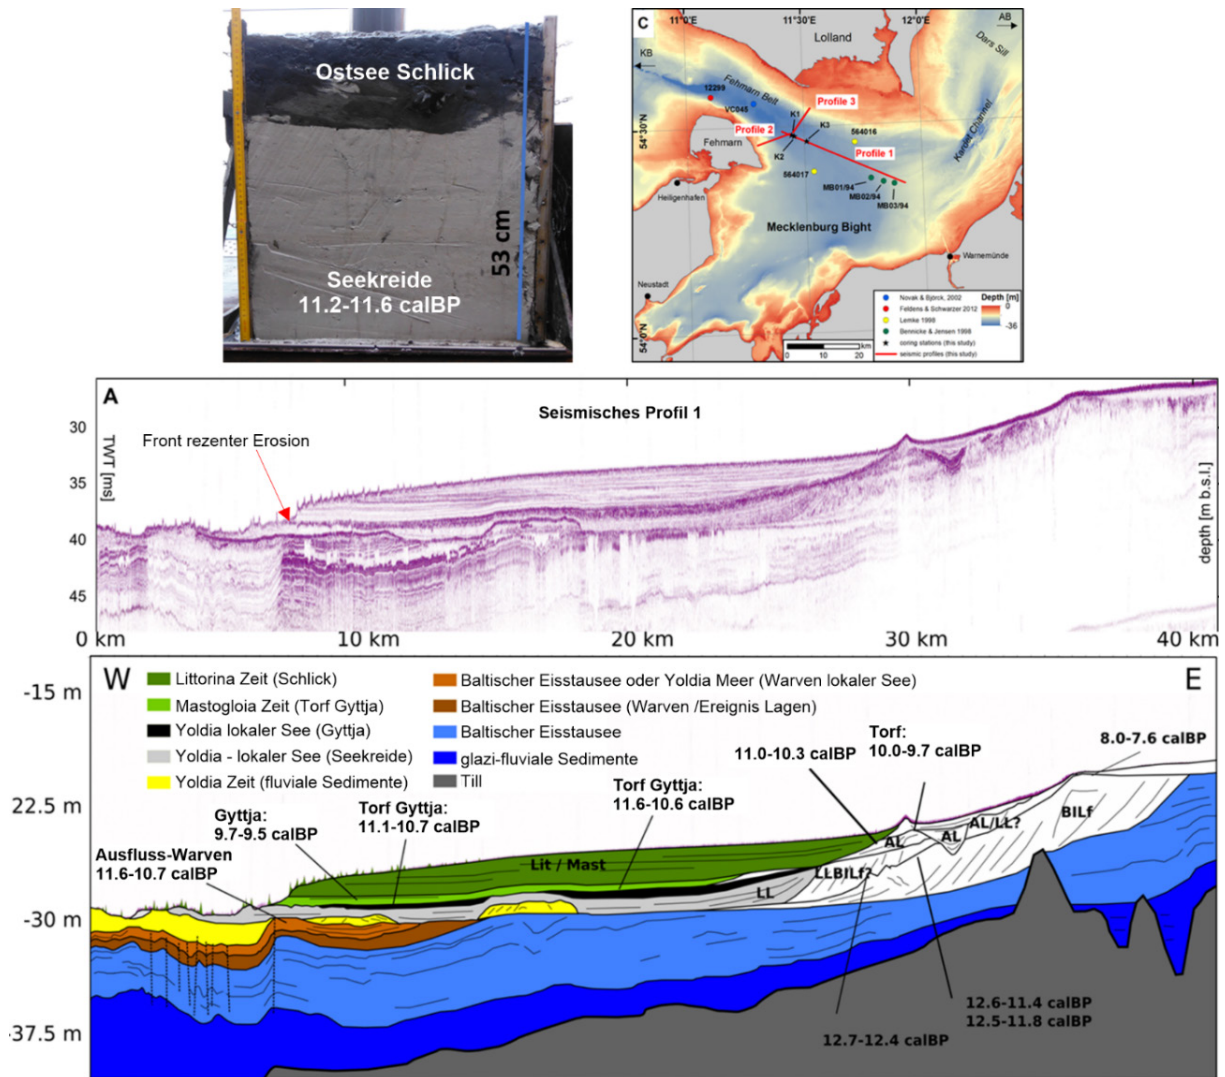 Ostsee Schlick
Seekreide
11.2-11.6 calBP
53 cm
C
11°0'E
11°30'E
12°0'E
AB
KB
Lolland
Dars Sill
Kadet Channel
Fehmarn Belt
12299
VC045
Profile 3
K1
K3
54°30'N
Profile 2
564016
Fehmarn
K2
Profile 1
564017
MB01/94
MB02/94
MB03/94
Heiligenhafen
Mecklenburg Bight
Warnemünde
Neustadt
54°0'N
Novak & Björck, 2002
Feldens & Schwarzer 2012
Lemke 1998
Bennicke & Jensen 1998
coring stations (this study)
seismic profiles (this study)
Depth [m]
0
-36
km
0 10 20
A
Seismisches Profil 1
Front rezenter Erosion
TWT [ms]
30
35
40
45
depth [m b.s.l.]
0 km
10 km
20 km
30 km
40 km
W
E
-15 m
22.5 m
-30 m
-37.5 m
Littorina Zeit (Schlick)
Mastogloia Zeit (Torf Gyttja)
Yoldia lokaler See (Gyttja)
Yoldia - lokaler See (Seekreide)
Yoldia Zeit (fluviale Sedimente)
Baltischer Eisstausee oder Yoldia Meer (Warven lokaler See)
Baltischer Eisstausee (Warven /Ereignis Lagen)
Baltischer Eisstausee
glazi-fluviale Sedimente
Till
Torf:
10.0-9.7 calBP
11.0-10.3 calBP
8.0-7.6 calBP
Gyttja:
9.7-9.5 calBP
Torf Gyttja:
11.1-10.7 calBP
Torf Gyttja:
11.6-10.6 calBP
Ausfluss-Warven
11.6-10.7 calBP
Lit / Mast
AL
AL/LL?
AL
BILf
LLBILf?
LL
12.6-11.4 calBP
12.5-11.8 calBP
12.7-12.4 calBP